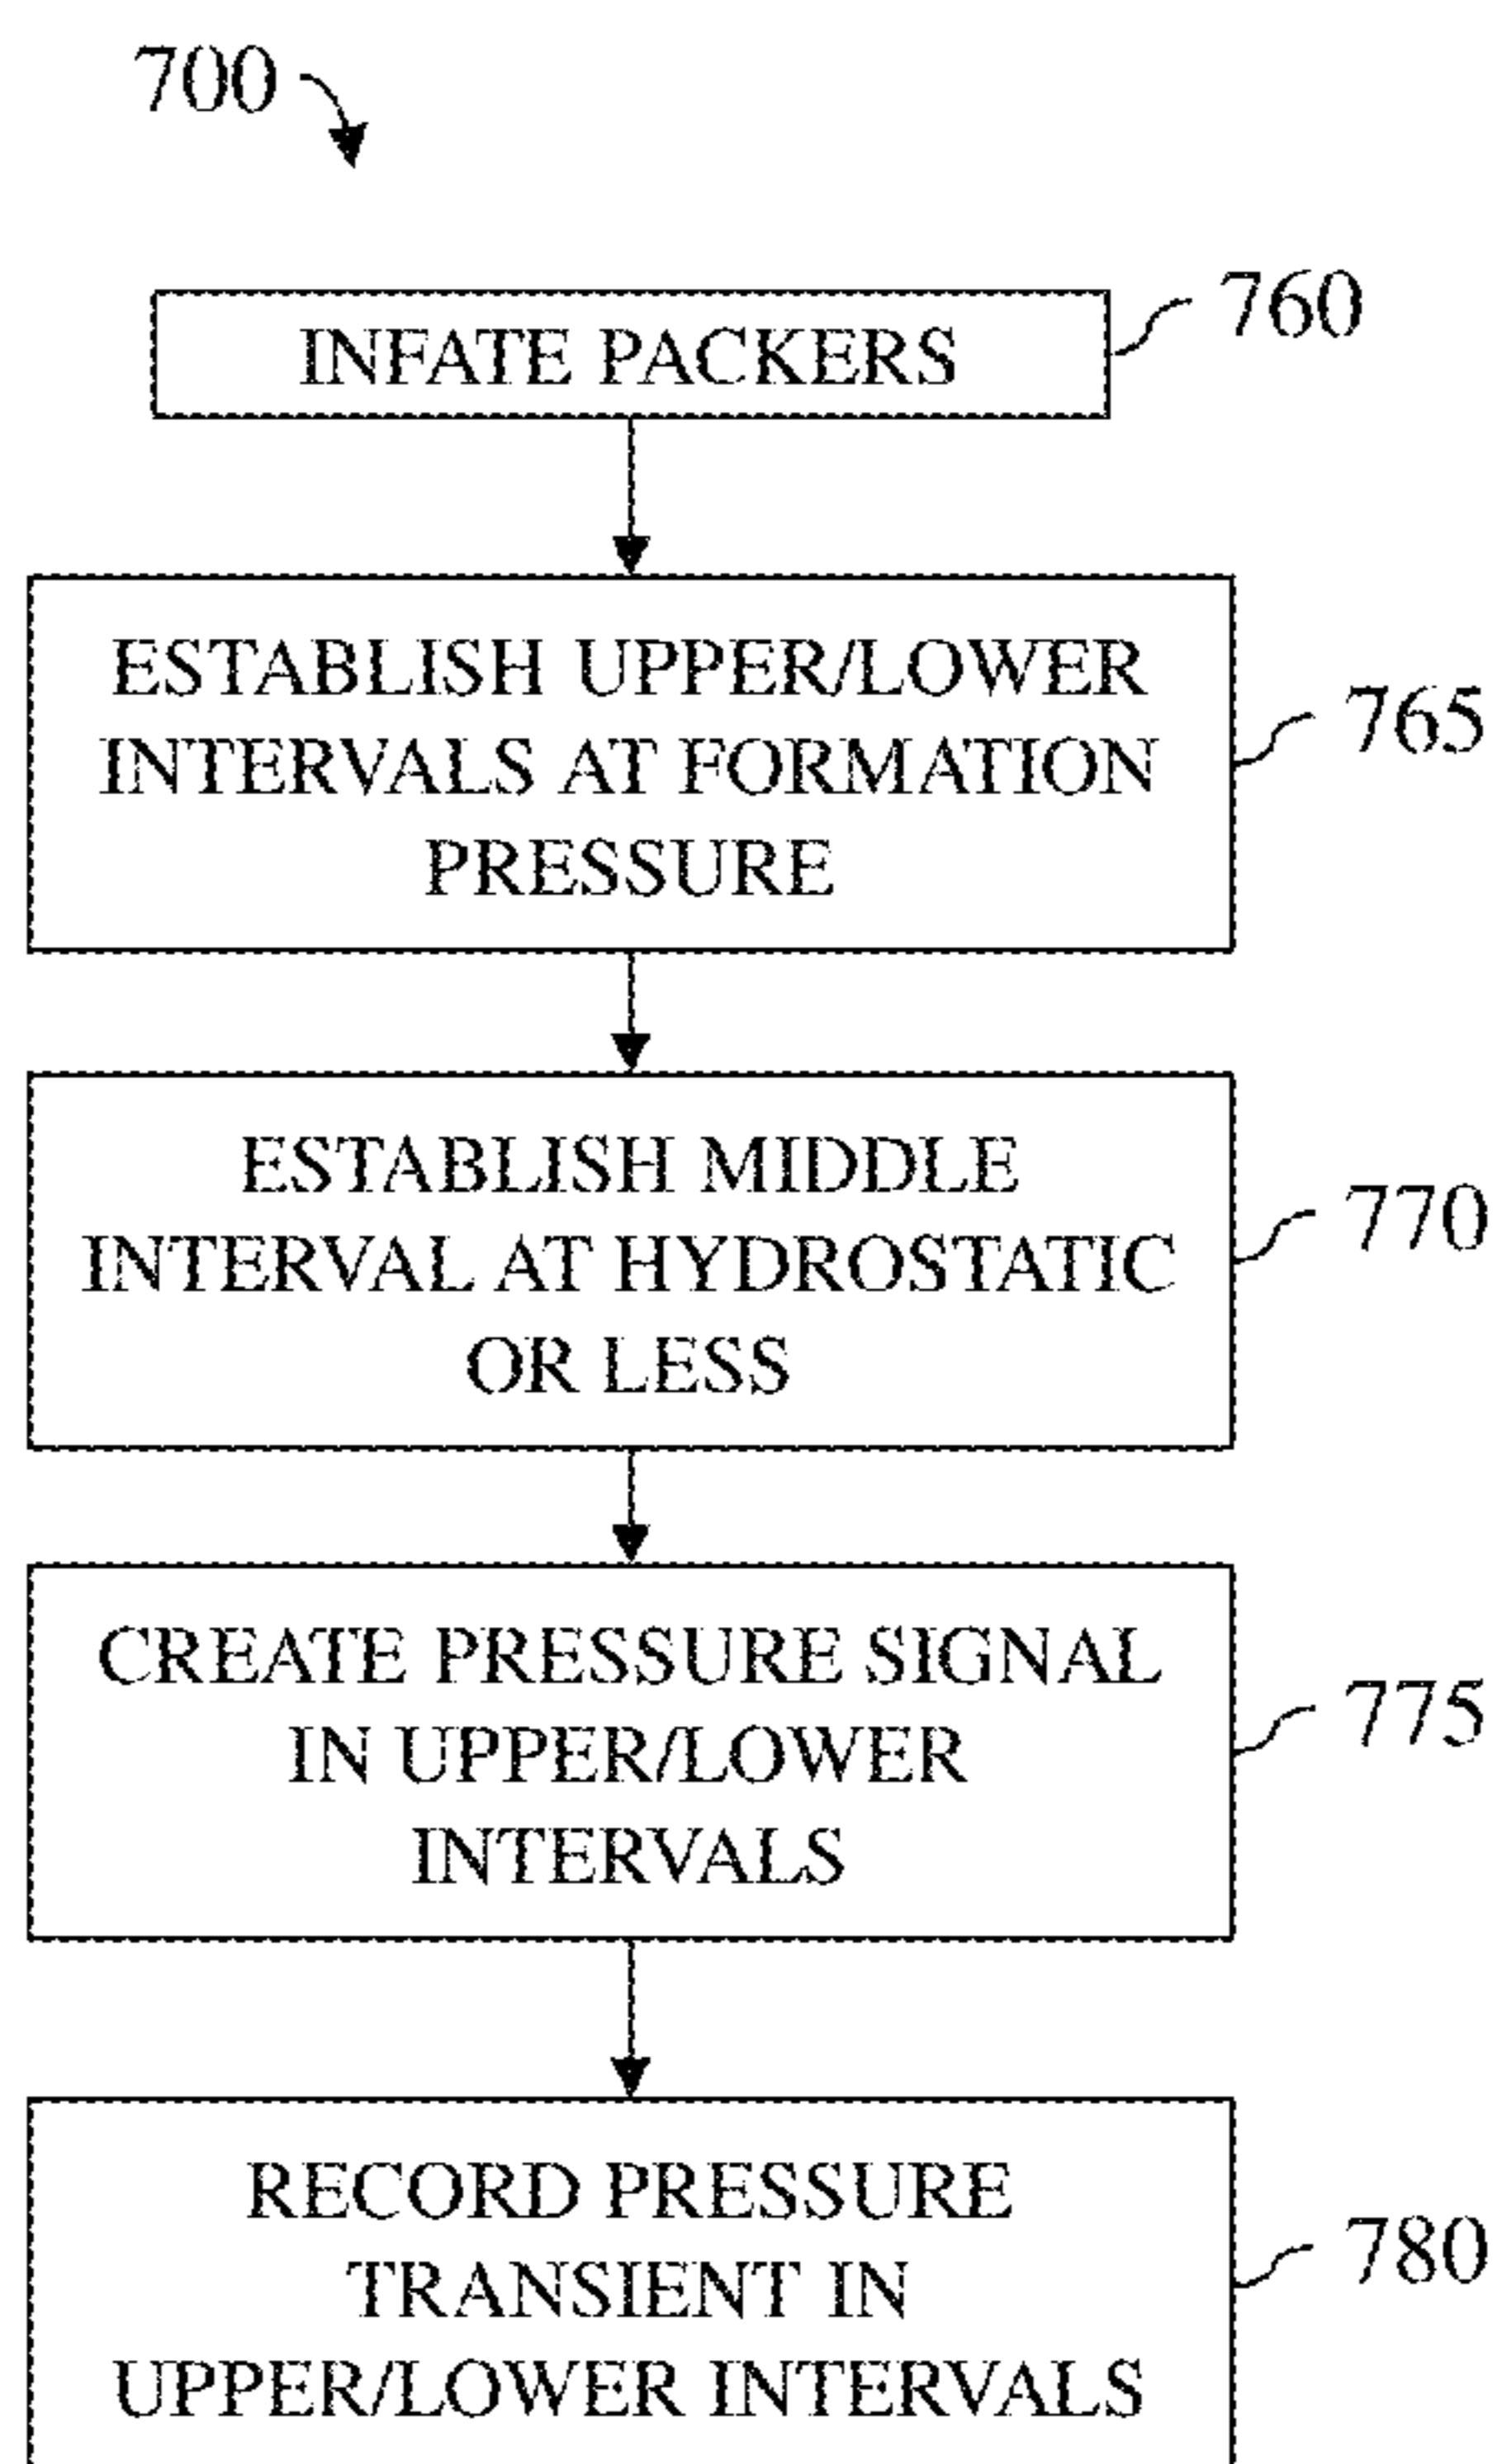 700
INFATE PACKERS
760
ESTABLISH UPPER/LOWER
INTERVALS AT FORMATION
PRESSURE
765
ESTABLISH MIDDLE
INTERVAL AT HYDROSTATIC
OR LESS
770
CREATE PRESSURE SIGNAL
IN UPPER/LOWER
INTERVALS
775
RECORD PRESSURE
TRANSIENT IN
UPPER/LOWER INTERVALS
780